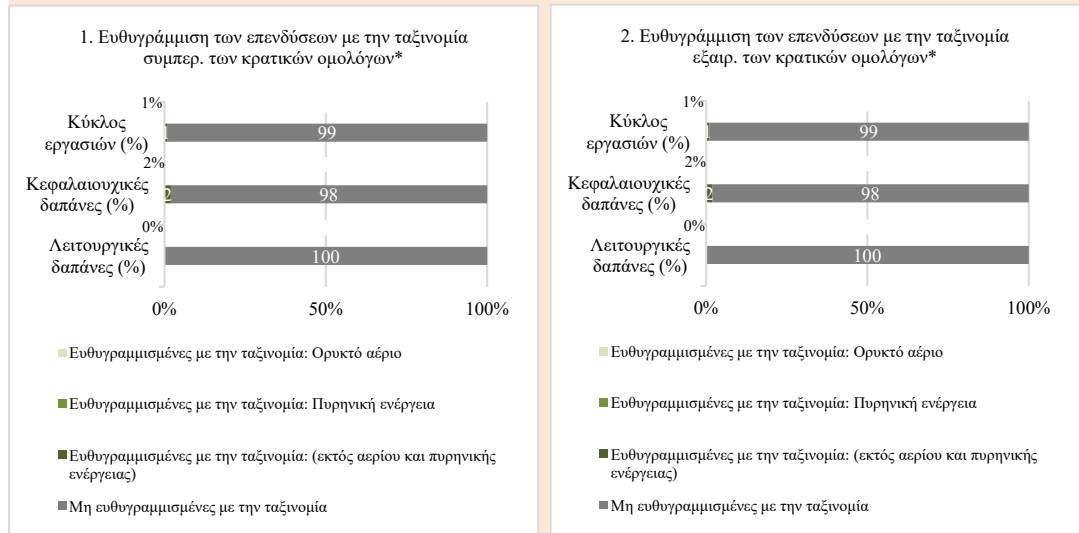 1. Ευθυγράμμιση των επενδύσεων με την ταξινομία
συμπερ. των κρατικών ομολόγων*
1%
Κύκλος
εργασιών (%)
1
99
2%
Κεφαλαιουχικές
δαπάνες (%)
2
98
0%
Λειτουργικές
δαπάνες (%)
100
0%
50%
100%
Ευθυγραμμισμένες με την ταξινομία: Ορυκτό αέριο
Ευθυγραμμισμένες με την ταξινομία: Πυρηνική ενέργεια
Ευθυγραμμισμένες με την ταξινομία: (εκτός αερίου και πυρηνικής
ενέργειας)
Μη ευθυγραμμισμένες με την ταξινομία
2. Ευθυγράμμιση των επενδύσεων με την ταξινομία
εξαιρ. των κρατικών ομολόγων*
1%
Κύκλος
εργασιών (%)
1
99
2%
Κεφαλαιουχικές
δαπάνες (%)
2
98
0%
Λειτουργικές
δαπάνες (%)
100
0%
50%
100%
Ευθυγραμμισμένες με την ταξινομία: Ορυκτό αέριο
Ευθυγραμμισμένες με την ταξινομία: Πυρηνική ενέργεια
Ευθυγραμμισμένες με την ταξινομία: (εκτός αερίου και πυρηνικής
ενέργειας)
Μη ευθυγραμμισμένες με την ταξινομία